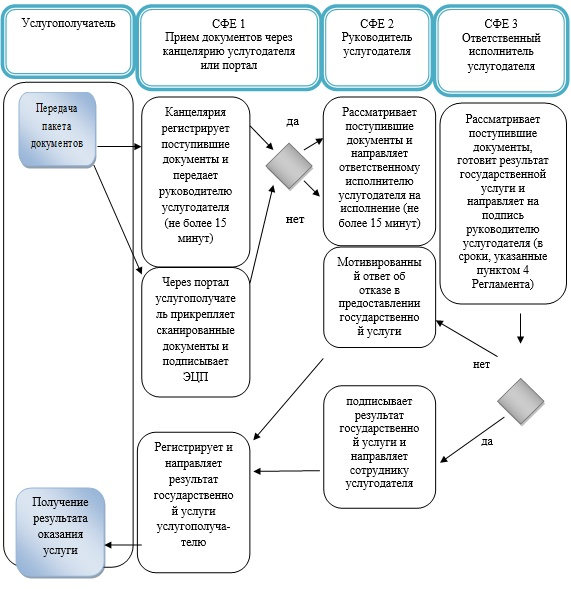 Услугополучатель
СФЕ 1
Прием документов через
канцелярию услугодателя
или портал
СФЕ 2
Руководитель
услугодателя
СФЕ 3
Ответственный
исполнитель
услугодателя
Передача
пакета
документов
Канцелярия
регистрирует
поступившие
документы и
передает
руководителю
услугодателя
(не более 15
минут)
да
нет
Рассматривает
поступившие
документы и
направляет
ответственному
исполнителю
услугодателя на
исполнение (не
более 15 минут)
Рассматривает
поступившие
документы,
готовит результат
государственной
услуги и
направляет на
подпись
руководителю
услугодателя (в
сроки, указанные
пунктом 4
Регламента)
Через портал
услугополучате
ль прикрепляет
сканированные
документы и
подписывает
ЭЦП
Мотивированны
й ответ об
отказе в
предоставлении
государственно
й услуги
нет
да
подписывает
результат
государственно
й услуги и
направляет
сотруднику
услугодателя
Регистрирует и
направляет
результат
государственно
й услуги
услугополуча-
телю
Получение
результата
оказания
услуги